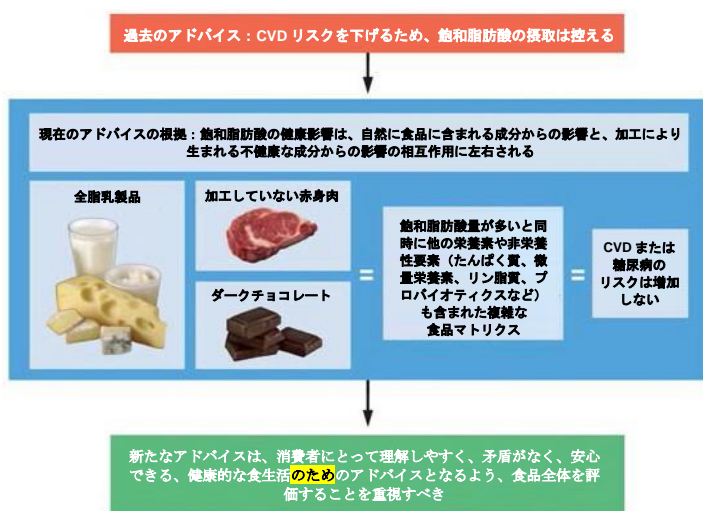 過去のアドバイス：CVD リスクを下げるため、飽和脂肪酸の摂取は控える
現在のアドバイスの根拠：飽和脂肪酸の健康影響は、自然に食品に含まれる成分からの影響と、加工により
生まれる不健康な成分からの影響の相互作用に左右される
全脂乳製品
加工していない赤身肉
ダークチョコレート
=
飽和脂肪酸量が多いと同
時に他の栄養素や非栄養
性要素（たんぱく質、微
量栄養素、リン脂質、プ
ロバイオティクスなど）
も含まれた複雑な
食品マトリクス
=
CVD または
糖尿病の
リスクは増加
しない
新たなアドバイスは、消費者にとって理解しやすく、矛盾がなく、安心
できる、健康的な食生活のためのアドバイスとなるよう、食品全体を評
価することを重視すべき